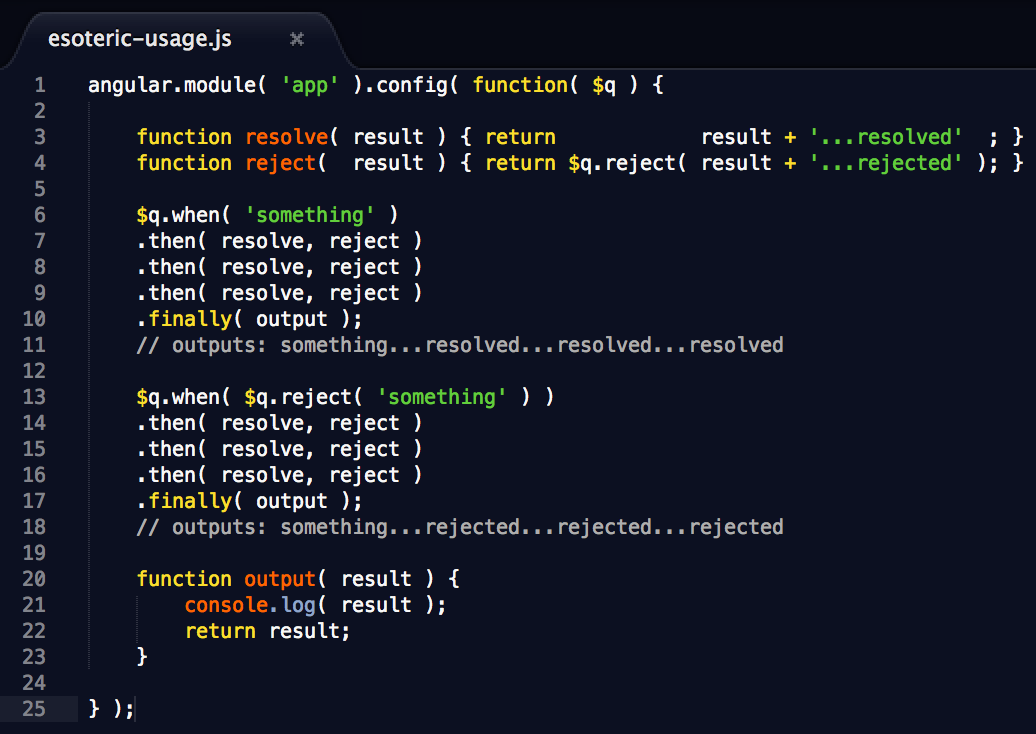 esoteric-usage.js ×
1 angular.module( 'app' ).config( function( $q ) {
2
3     function resolve( result ) { return            result + '...resolved'  ; }
4     function reject(  result ) { return $q.reject( result + '...rejected' ); }
5
6     $q.when( 'something' )
7     .then( resolve, reject )
8     .then( resolve, reject )
9     .then( resolve, reject )
10     .finally( output );
11     // outputs: something...resolved...resolved...resolved
12
13     $q.when( $q.reject( 'something' ) )
14     .then( resolve, reject )
15     .then( resolve, reject )
16     .then( resolve, reject )
17     .finally( output );
18     // outputs: something...rejected...rejected...rejected
19
20     function output( result ) {
21         console.log( result );
22         return result;
23     }
24
25 } );